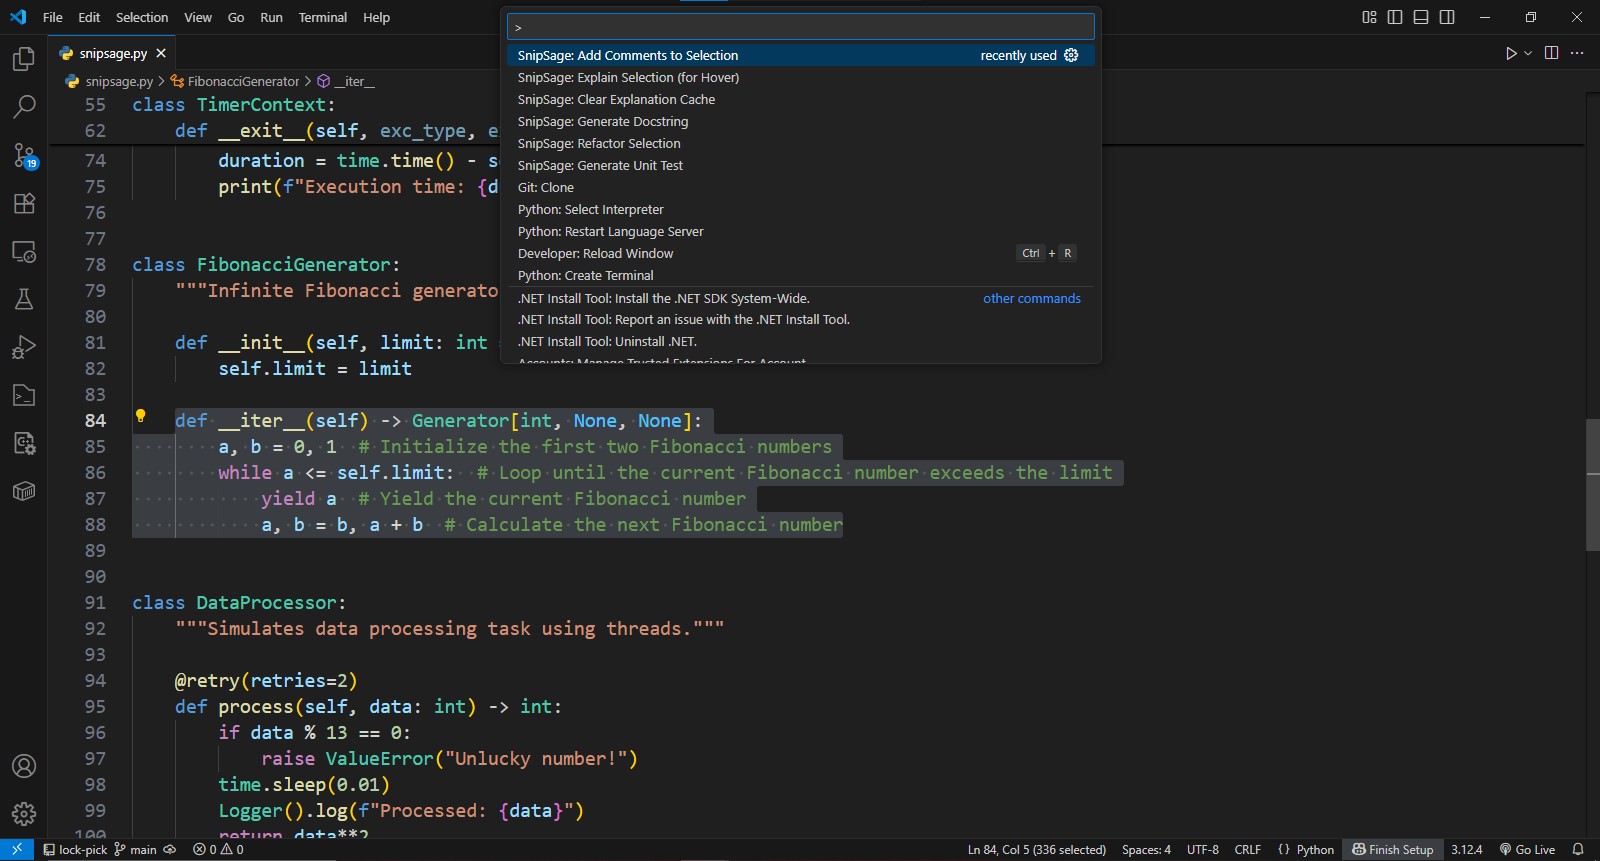 File Edit Selection View Go Run Terminal Help
>
snipsage.py
SnipSage: Add Comments to Selection recently used
snipsage.py > FibonacciGenerator > __iter__
SnipSage: Explain Selection (for Hover)
SnipSage: Clear Explanation Cache
SnipSage: Generate Docstring
SnipSage: Refactor Selection
SnipSage: Generate Unit Test
Git: Clone
Python: Select Interpreter
Python: Restart Language Server
Developer: Reload Window Ctrl + R
Python: Create Terminal
.NET Install Tool: Install the .NET SDK System-Wide. other commands
.NET Install Tool: Report an issue with the .NET Install Tool.
.NET Install Tool: Uninstall .NET.
Accounts: Manage Trusted Extensions For Account
55 class TimerContext:
62 def __exit__(self, exc_type, e
74 duration = time.time() - s
75 print(f"Execution time: {d
76
77
78 class FibonacciGenerator:
79 """Infinite Fibonacci generato
80
81 def __init__(self, limit: int
82 self.limit = limit
83
84 def __iter__(self) -> Generator[int, None, None]:
85 a, b = 0, 1 # Initialize the first two Fibonacci numbers
86 while a <= self.limit: # Loop until the current Fibonacci number exceeds the limit
87 yield a # Yield the current Fibonacci number
88 a, b = b, a + b # Calculate the next Fibonacci number
89
90
91 class DataProcessor:
92 """Simulates data processing task using threads."""
93
94 @retry(retries=2)
95 def process(self, data: int) -> int:
96 if data % 13 == 0:
97 raise ValueError("Unlucky number!")
98 time.sleep(0.01)
99 Logger().log(f"Processed: {data}")
100 return data**2
19
lock-pick main 0 0 Ln 84, Col 5 (336 selected) Spaces: 4 UTF-8 CRLF {} Python Finish Setup 3.12.4 Go Live